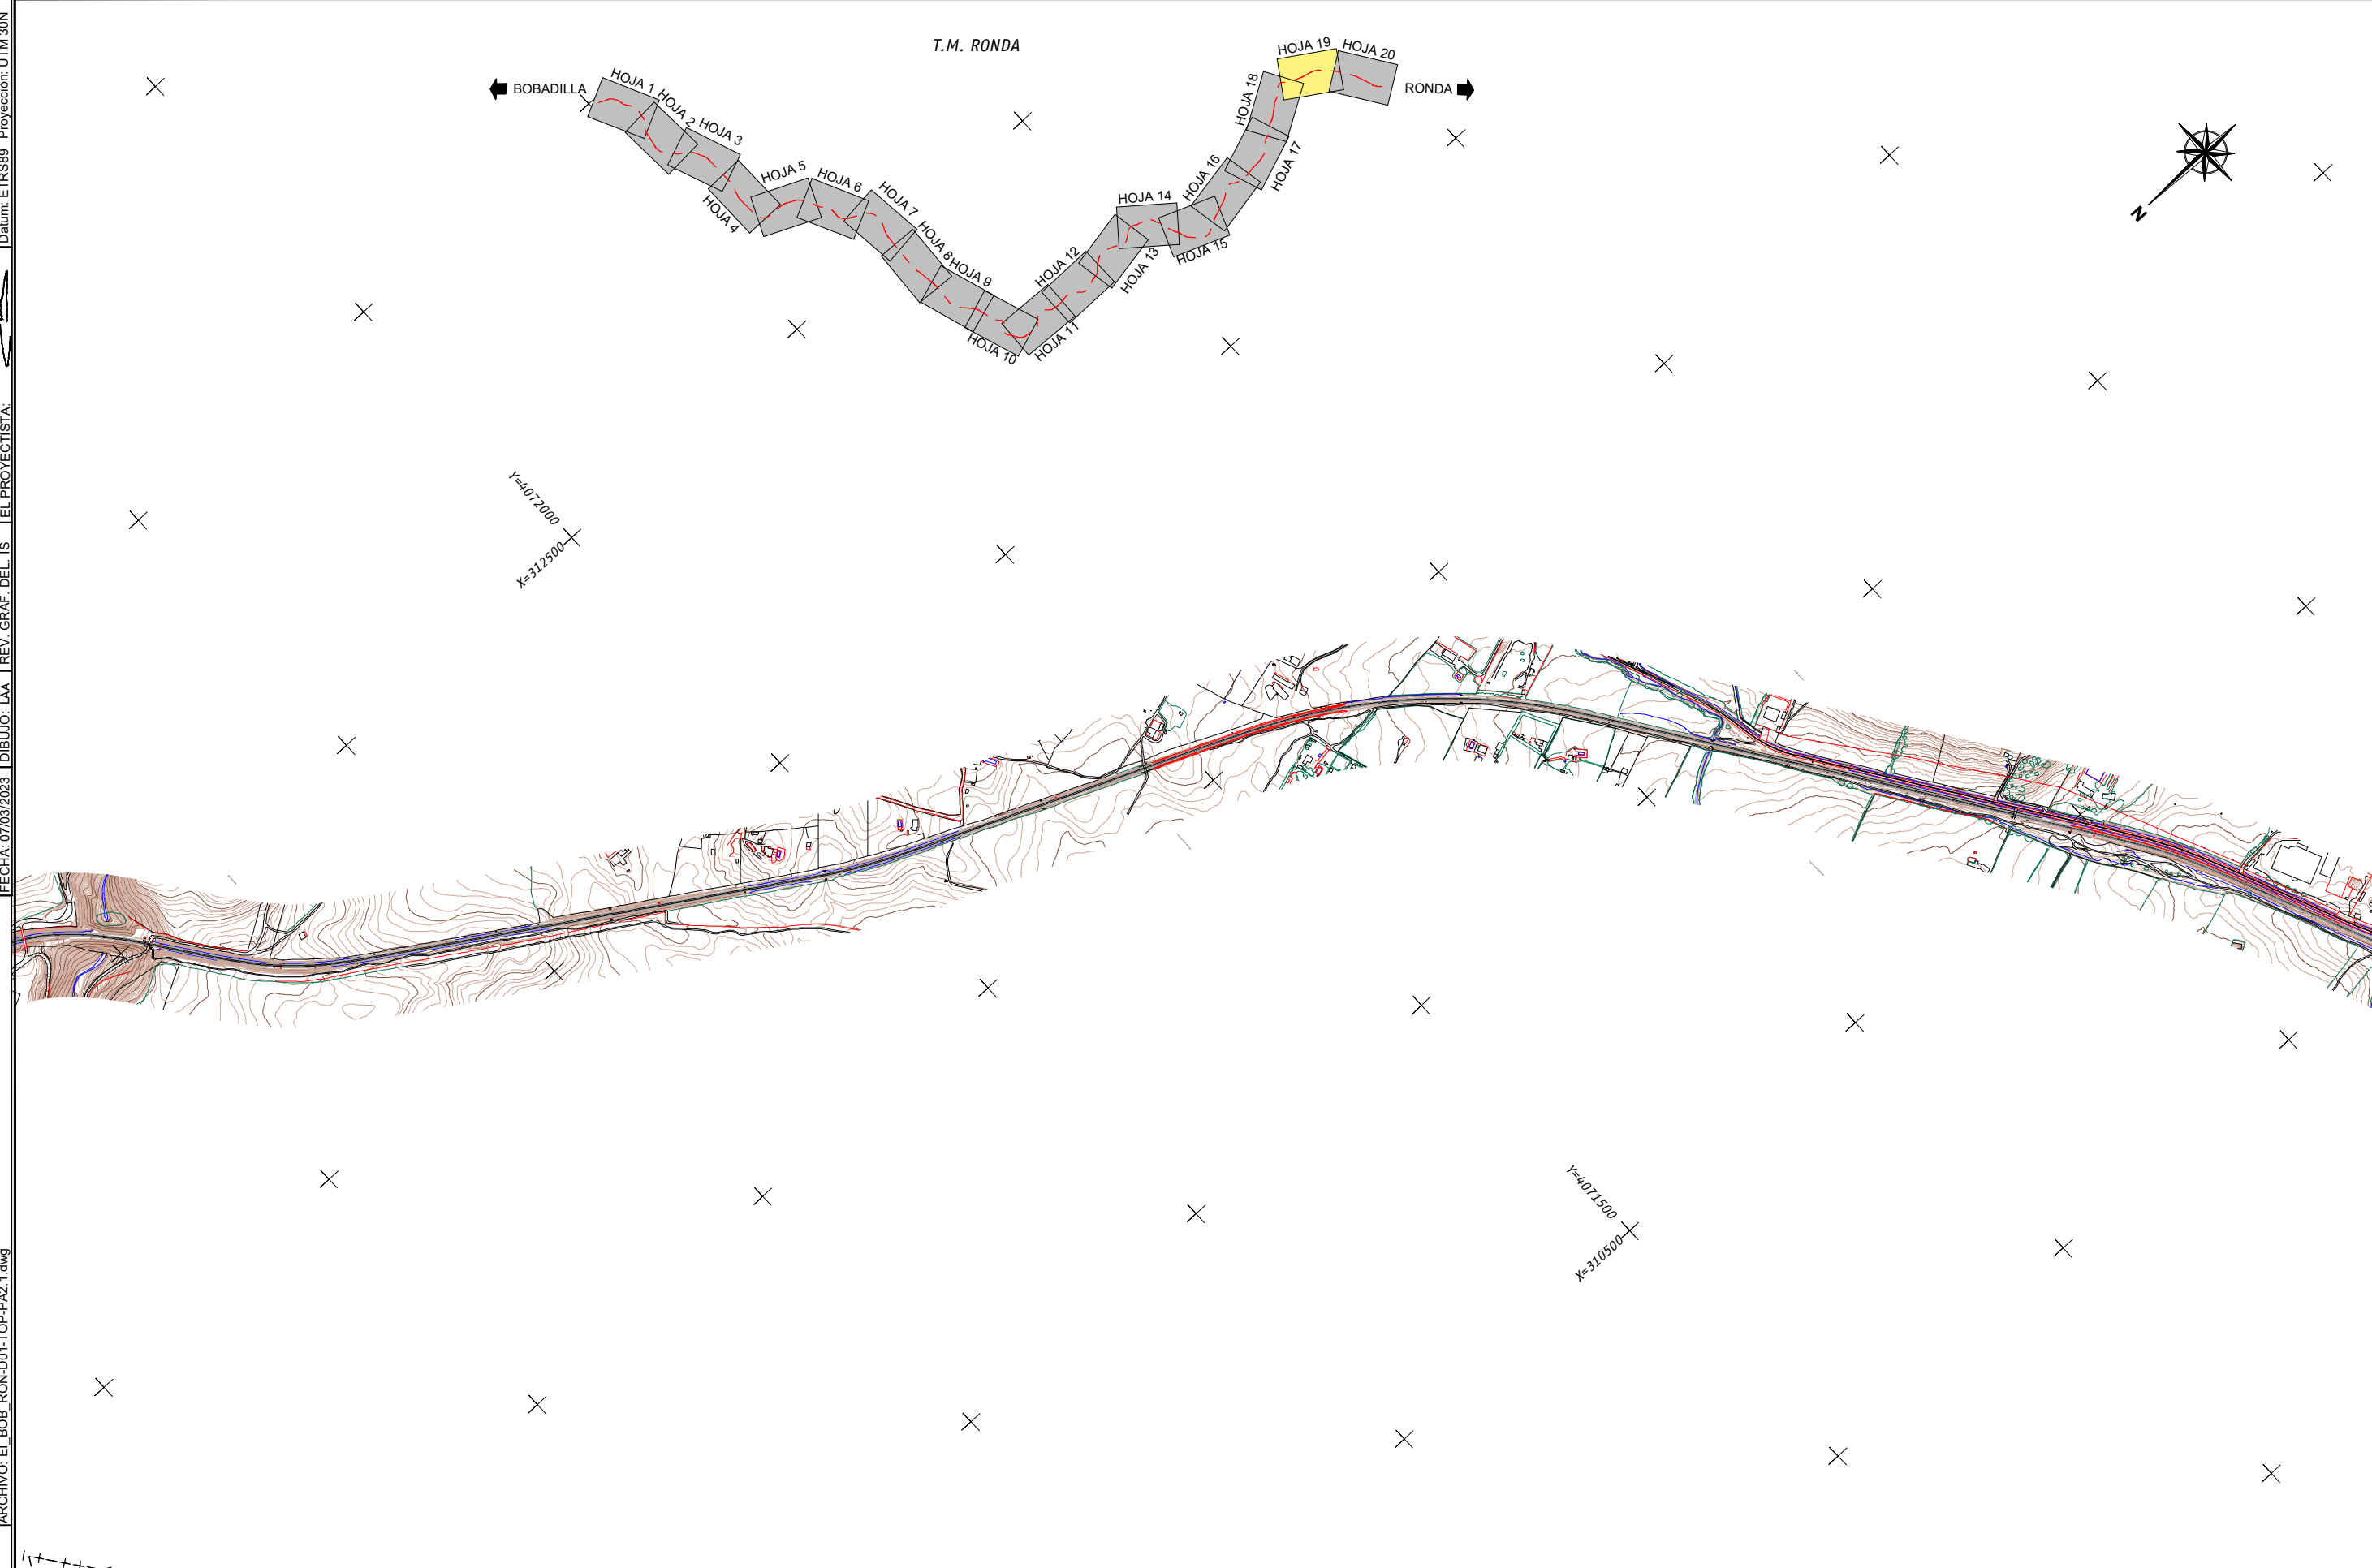 T.M. RONDA
BOBADILLA
RONDA
HOJA 1
HOJA 2
HOJA 3
HOJA 4
HOJA 5
HOJA 6
HOJA 7
HOJA 8
HOJA 9
HOJA 10
HOJA 11
HOJA 12
HOJA 13
HOJA 14
HOJA 15
HOJA 16
HOJA 17
HOJA 18
HOJA 19
HOJA 20
N
Y=4072000
X=312500
Y=4071500
X=310500
Datum: ETRS89 Proyección: UTM 30N
EL PROYECTISTA:
REV. GRAF. DEL. IS
DIBUJO: LAA
FECHA: 07/03/2023
ARCHIVO: EI_BOB_RON-D01-TOP-PA2.1.dwg